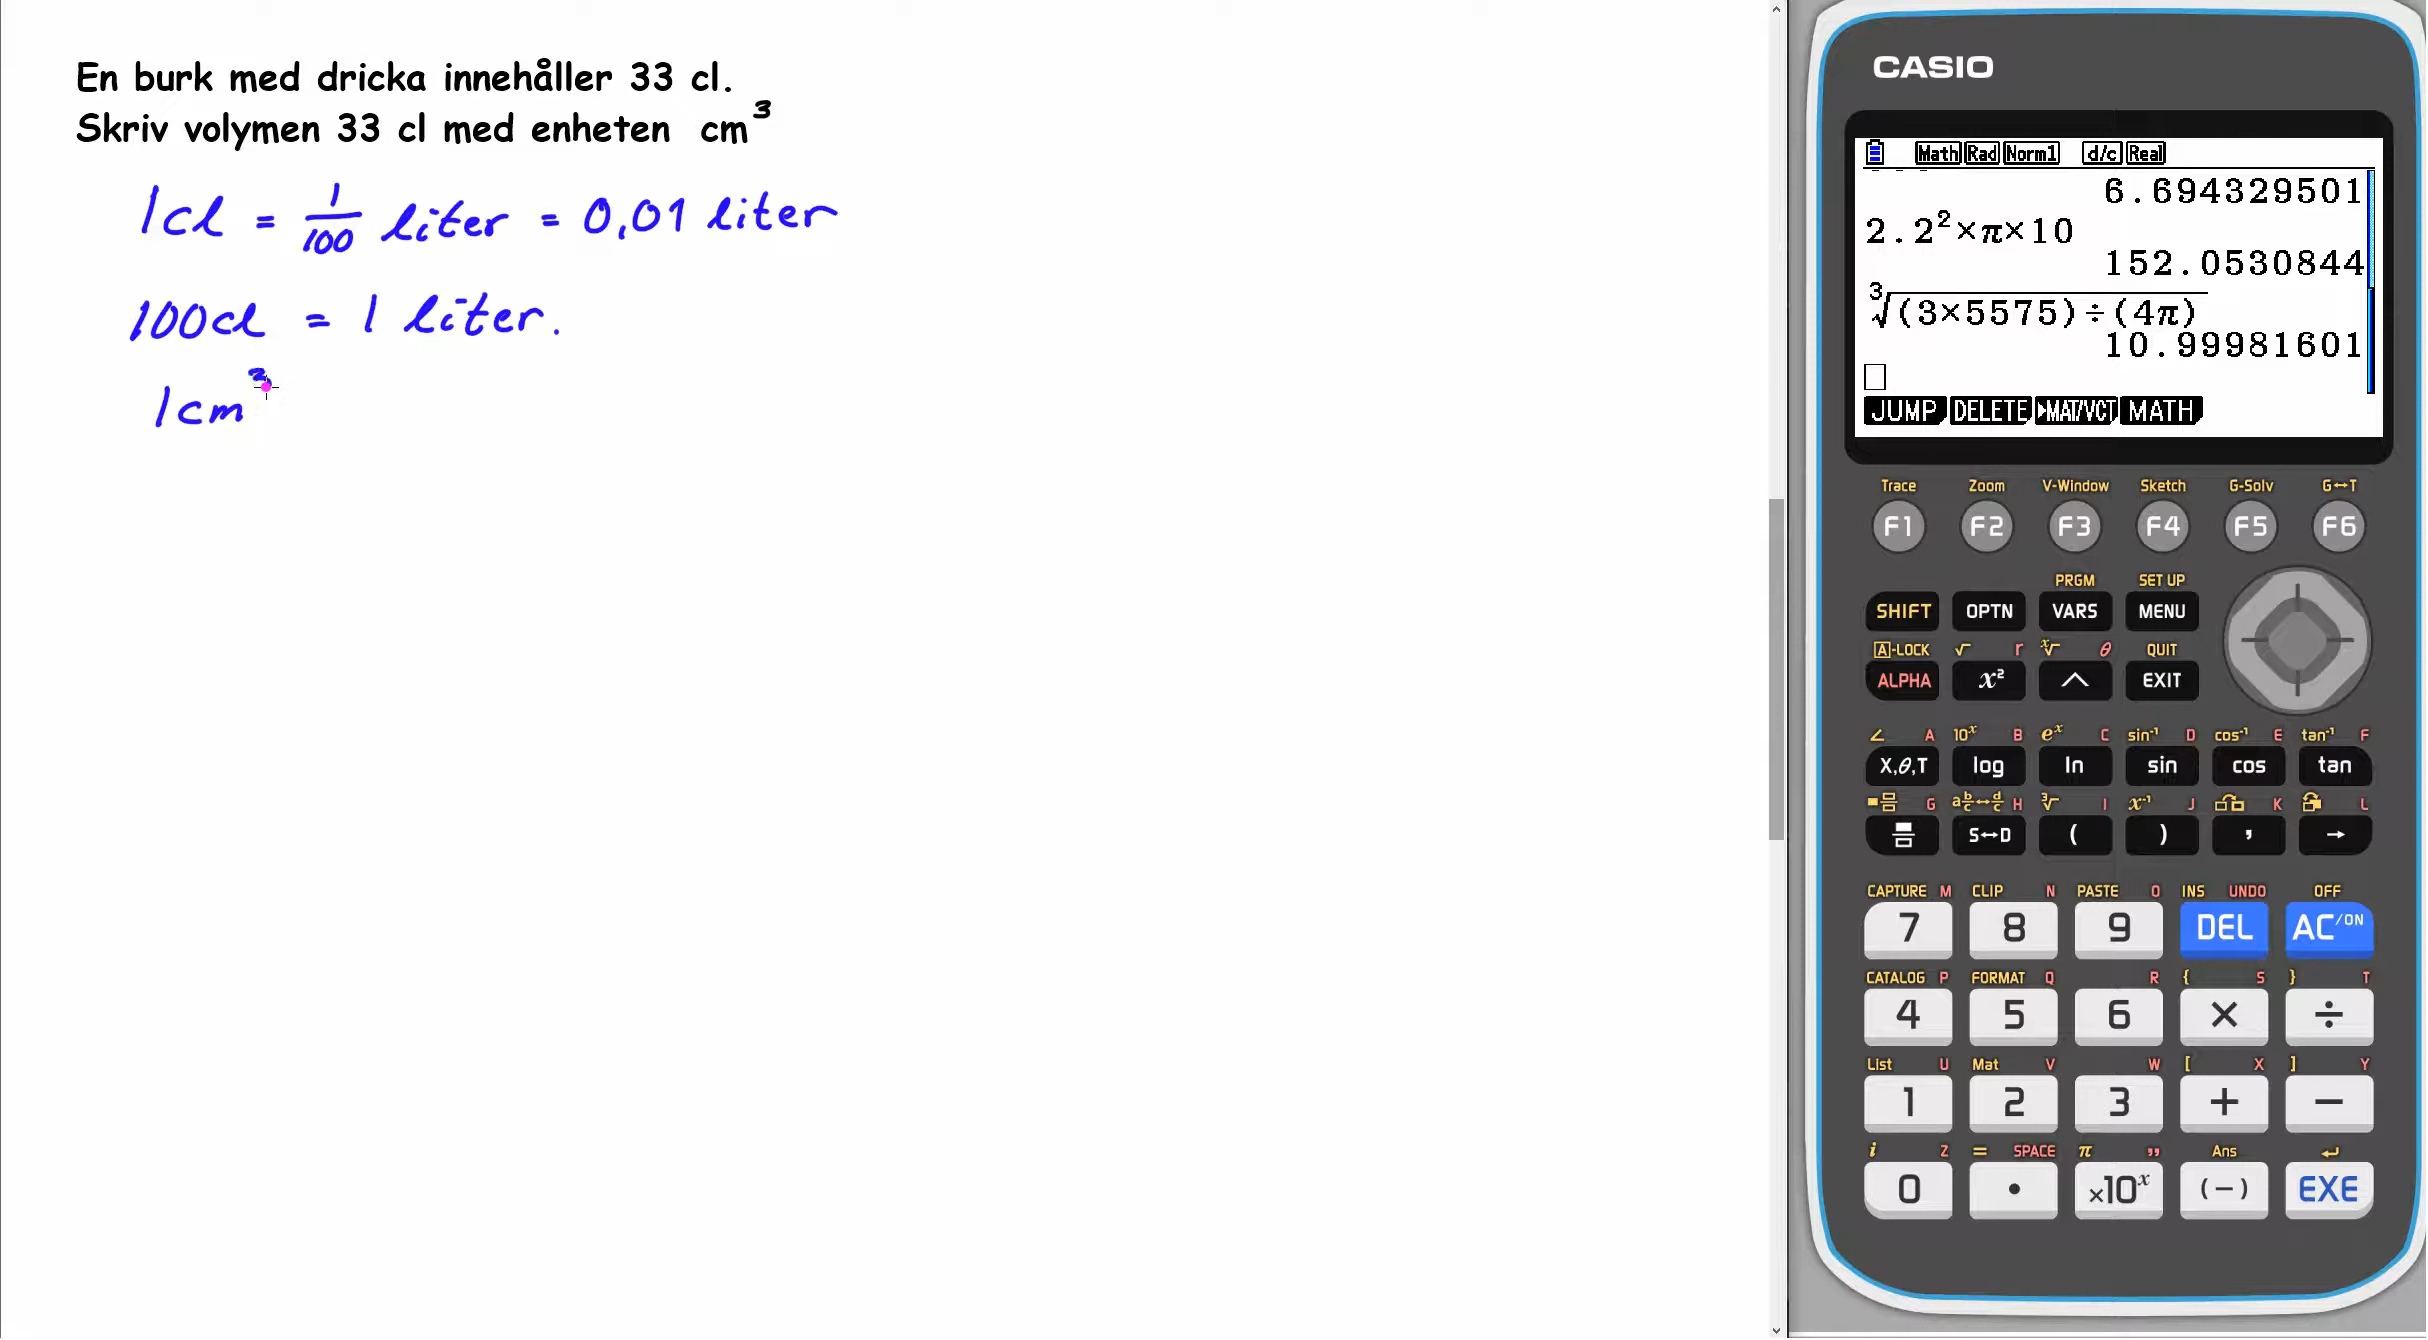 En burk med dricka innehåller 33 cl.
Skriv volymen 33 cl med enheten cm³
1cl = 1/100 liter = 0,01 liter
100cl = 1 liter.
1cm³
CASIO
Math Rad Norm1 d/c Real
6.694329501
2.2²×π×10
152.0530844
³√(3×5575)÷(4π)
10.99981601
JUMP DELETE ▶MAT/VCT MATH
Trace Zoom V-Window Sketch G-Solv G↔T
F1 F2 F3 F4 F5 F6
PRGM SET UP
SHIFT OPTN VARS MENU
A-LOCK √ r ˣ√ θ QUIT
ALPHA x² ^ EXIT
∠ A 10ˣ B eˣ C sin⁻¹ D cos⁻¹ E tan⁻¹ F
X,θ,T log ln sin cos tan
G a b/c↔d/c H ³√ I x⁻¹ J K L
S↔D ( ) , →
CAPTURE M CLIP N PASTE O INS UNDO OFF
7 8 9 DEL AC/ON
CATALOG P FORMAT Q R { S } T
4 5 6 × ÷
List U Mat V W [ X ] Y
1 2 3 + −
i Z = SPACE π " Ans ↵
0 • ×10ˣ (−) EXE